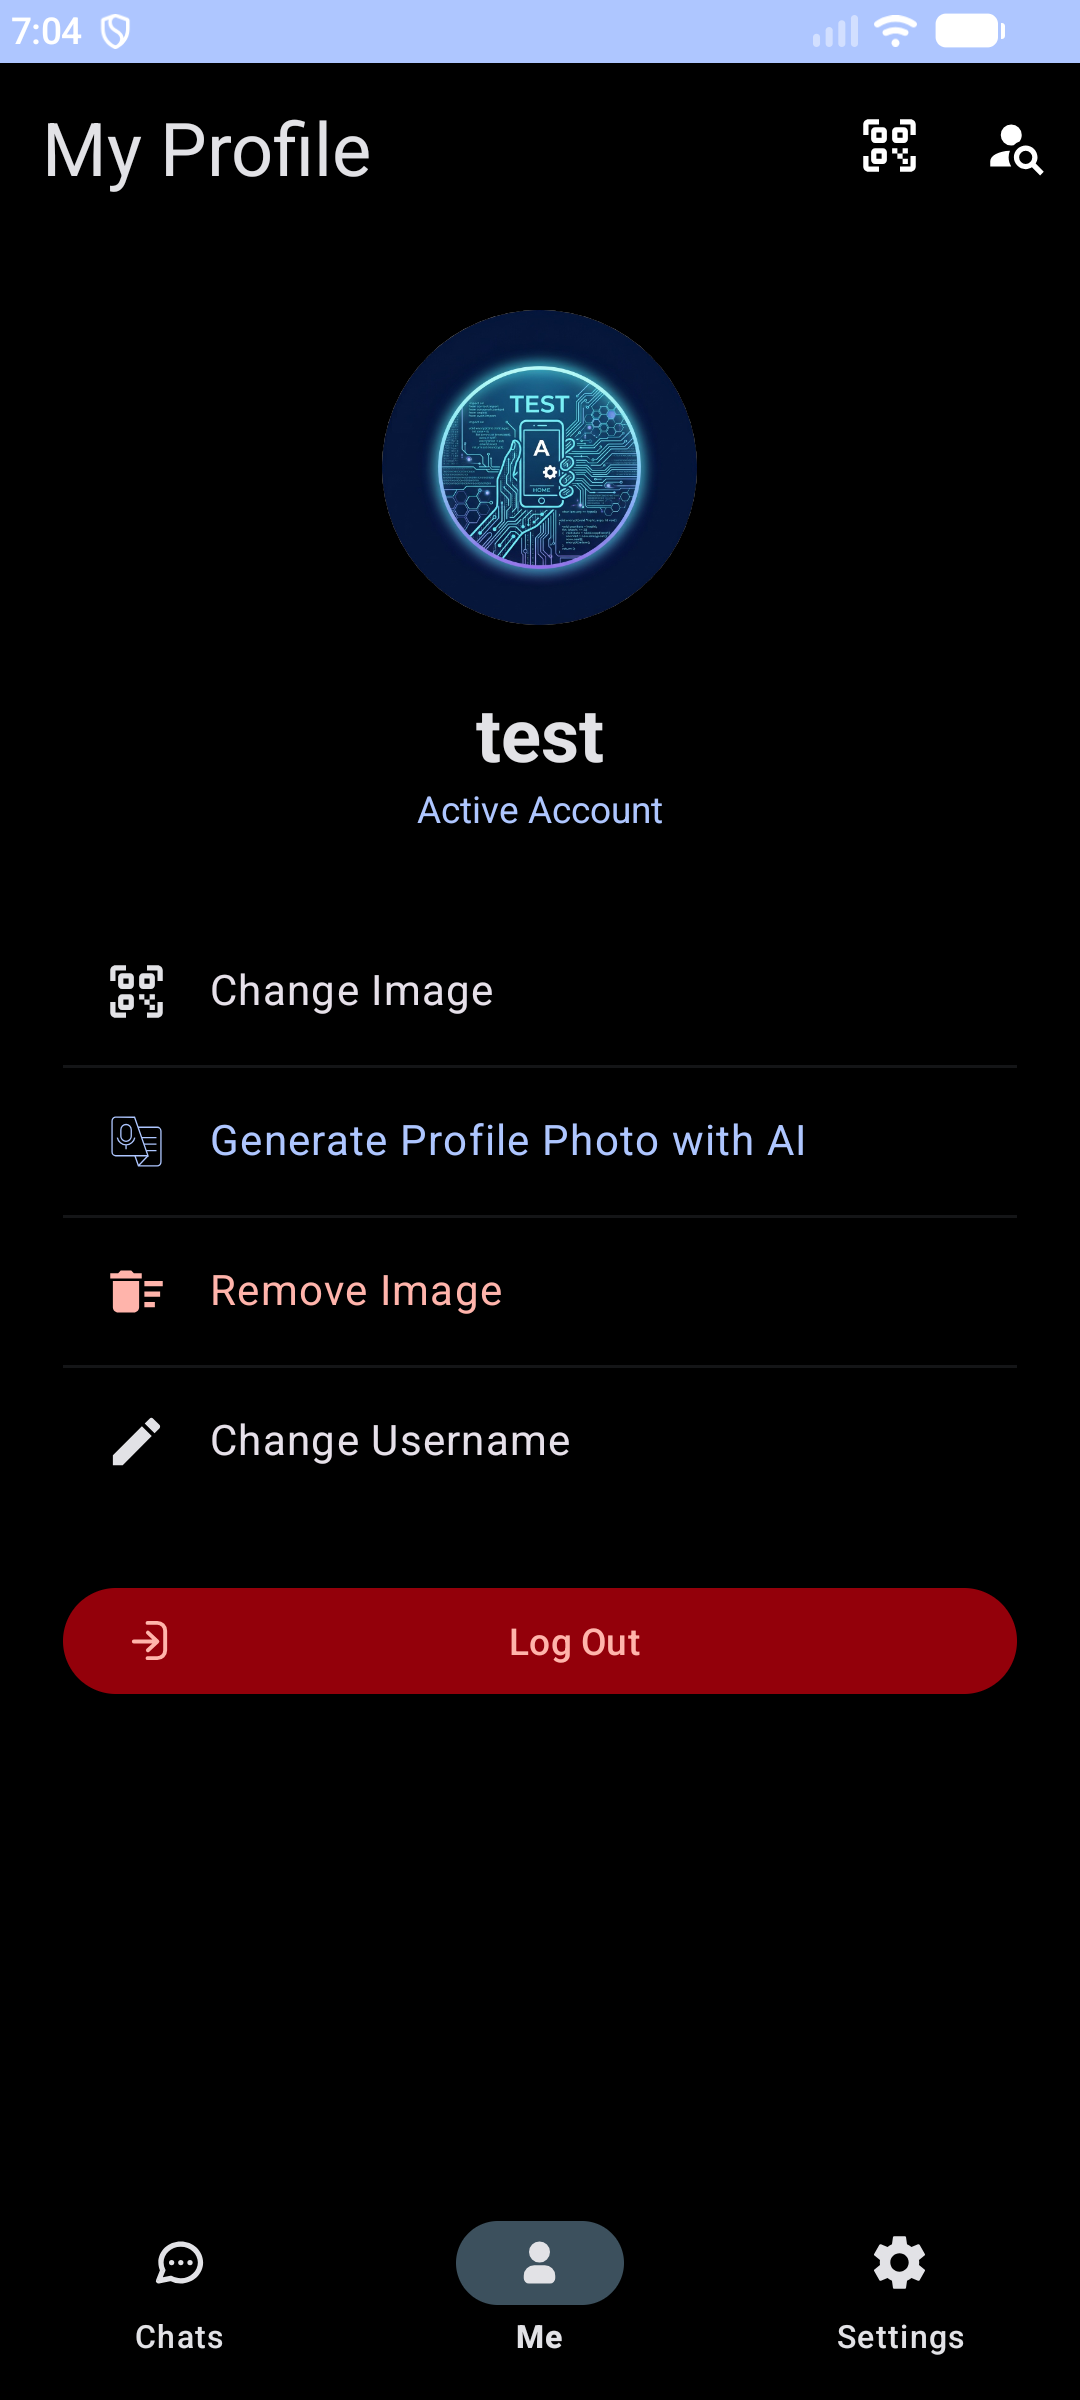 7:04
My Profile
TEST
A
HOME
test
Active Account
Change Image
Generate Profile Photo with AI
Remove Image
Change Username
Log Out
Chats
Me
Settings